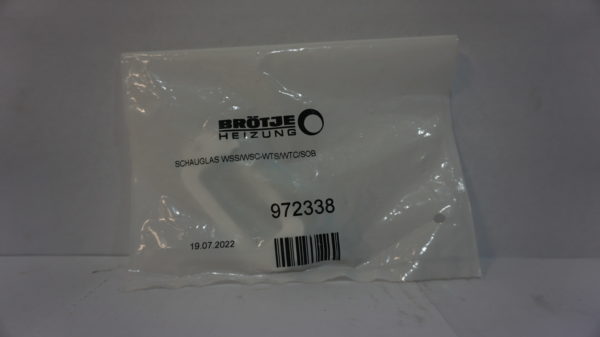 BRÖTJE
HEIZUNG
SCHAUGLAS WSS/WSC-WTS/WTC/SOB
972338
19.07.2022